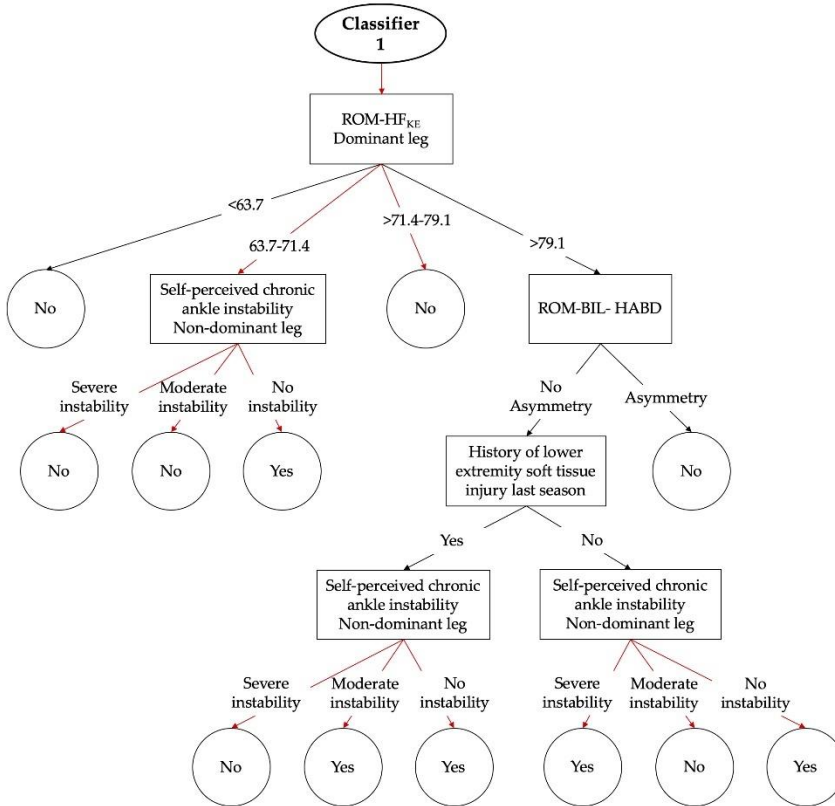 Classifier
1
ROM-HFKE
Dominant leg
<63.7
63.7-71.4
>71.4-79.1
>79.1
No
Self-perceived chronic
ankle instability
Non-dominant leg
No
ROM-BIL- HABD
Severe
instability
Moderate
instability
No
instability
No
Asymmetry
Asymmetry
No
No
Yes
History of lower
extremity soft tissue
injury last season
No
Yes
No
Self-perceived chronic
ankle instability
Non-dominant leg
Self-perceived chronic
ankle instability
Non-dominant leg
Severe
instability
Moderate
instability
No
instability
Severe
instability
Moderate
instability
No
instability
No
Yes
Yes
Yes
No
Yes